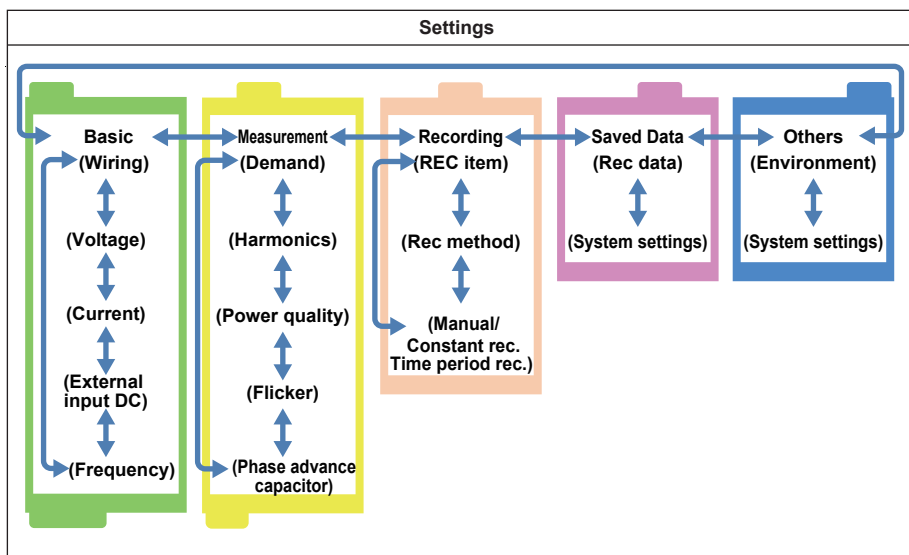 Settings
Basic
(Wiring)
(Voltage)
(Current)
(External
input DC)
(Frequency)
Measurement
(Demand)
(Harmonics)
(Power quality)
(Flicker)
(Phase advance
capacitor)
Recording
(REC item)
(Rec method)
(Manual/
Constant rec.
Time period rec.)
Saved Data
(Rec data)
(System settings)
Others
(Environment)
(System settings)